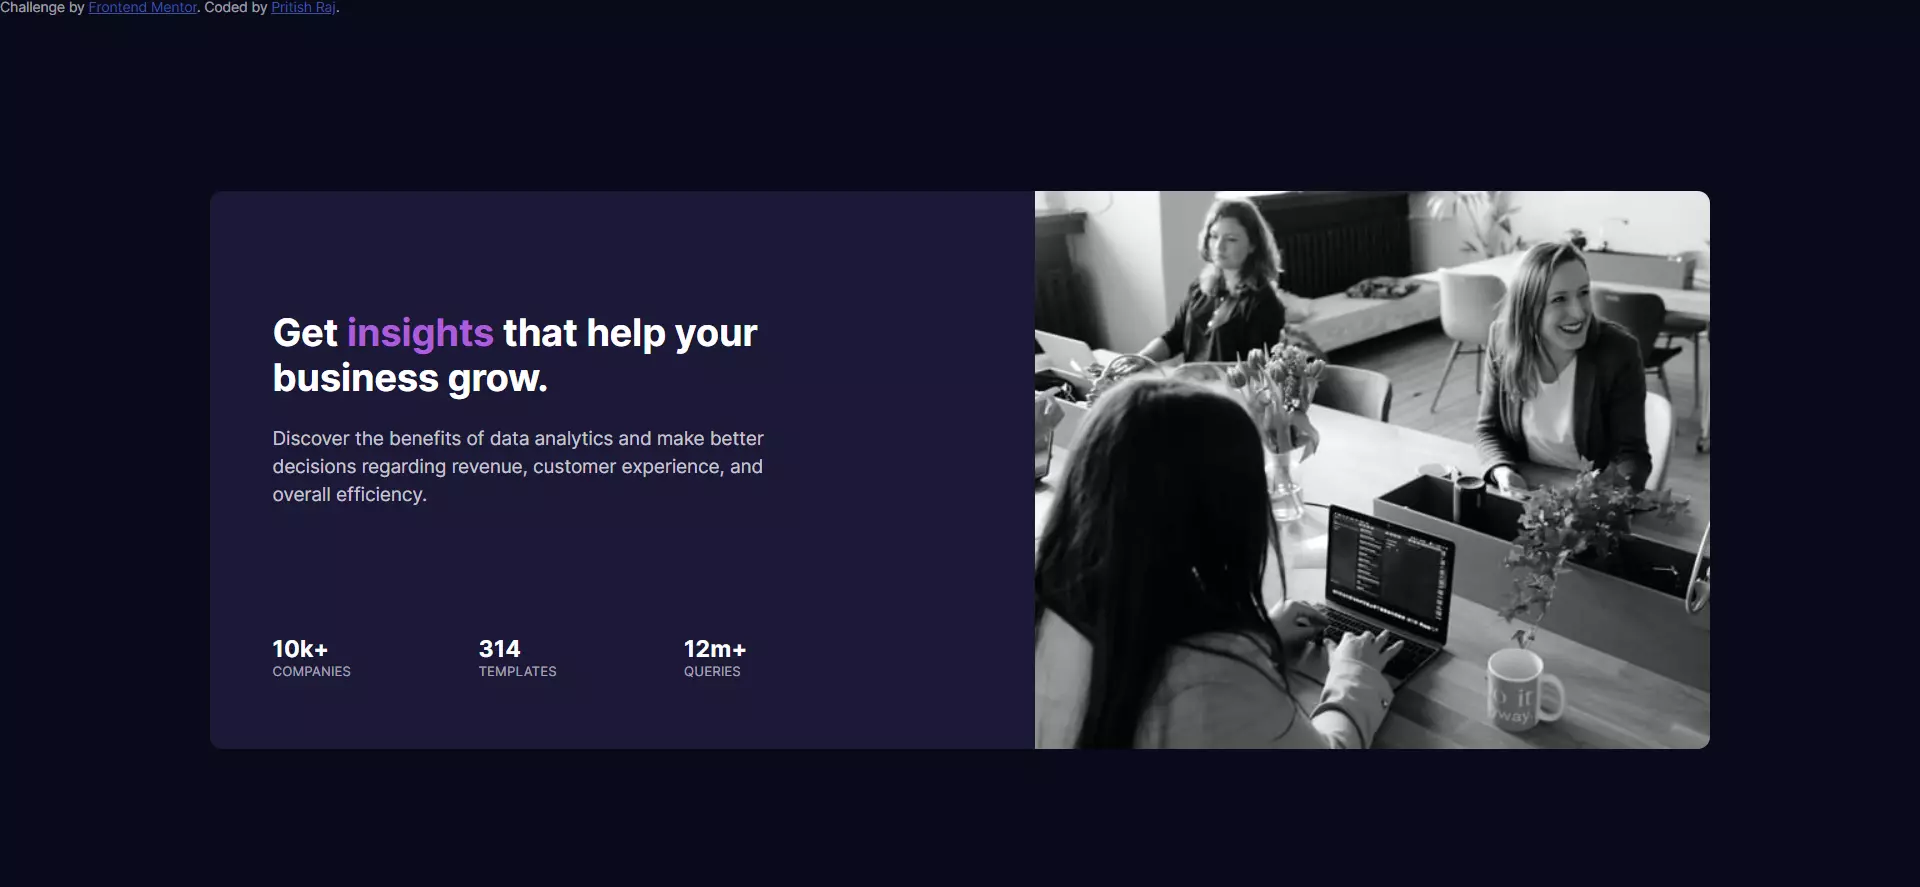 Challenge by Frontend Mentor. Coded by Pritish Raj.
Get insights that help your
business grow.
Discover the benefits of data analytics and make better
decisions regarding revenue, customer experience, and
overall efficiency.
10k+
COMPANIES
314
TEMPLATES
12m+
QUERIES
o it
yway